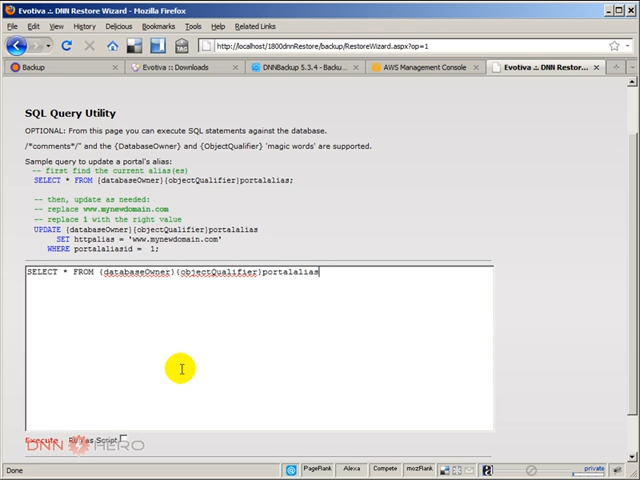 Evotiva .:. DNN Restore Wizard - Mozilla Firefox
File Edit View History Delicious Bookmarks Tools Help Related Links
TAG
http://localhost/1800dnnRestore/backup/RestoreWizard.aspx?op=1
Backup
Evotiva :: Downloads
DNNBackup 5.3.4 - Backu...
AWS Management Console
Evotiva .:. DNN Restor...
SQL Query Utility
OPTIONAL: From this page you can execute SQL statements against the database.
/*comments*/" and the {DatabaseOwner} and {ObjectQualifier} 'magic words' are supported.
Sample query to update a portal's alias:
-- first find the current alias(es)
SELECT * FROM {databaseOwner}{objectQualifier}portalalias;
-- then, update as needed:
-- replace www.mynewdomain.com
-- replace 1 with the right value
UPDATE {databaseOwner}{objectQualifier}portalalias
SET httpalias = 'www.mynewdomain.com'
WHERE portalaliasid = 1;
SELECT * FROM {databaseOwner}{objectQualifier}portalalias
Execute Run as Script
DNN HERO
Done
PageRank Alexa Compete mozRank
private